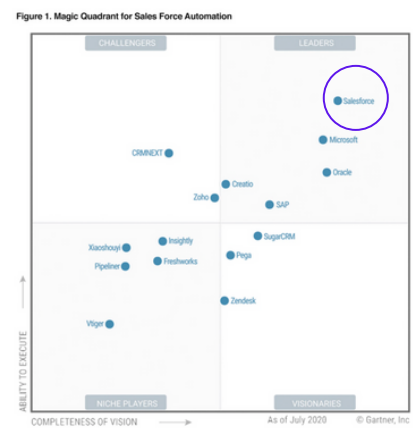 Figure 1. Magic Quadrant for Sales Force Automation
CHALLENGERS
LEADERS
Salesforce
Microsoft
CRMNEXT
Oracle
Creatio
Zoho
SAP
SugarCRM
Insightly
Xiaoshouyi
Pega
Freshworks
Pipeliner
Zendesk
Vtiger
ABILITY TO EXECUTE
NICHE PLAYERS
VISIONARIES
COMPLETENESS OF VISION
As of July 2020
© Gartner, Inc